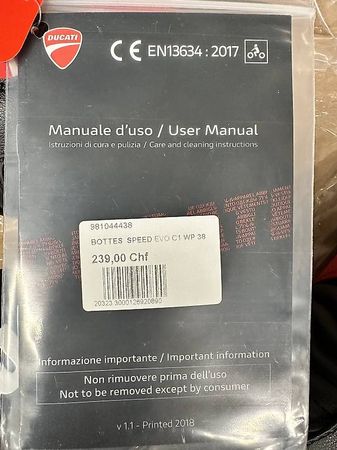 DUCATI
CE EN13634 : 2017
Manuale d'uso / User Manual
Istruzioni di cura e pulizia / Care and cleaning instructions
981044438
BOTTES SPEED EVO C1 WP 38
239,00 Chf
20323 3000126920890
Informazione importante / Important information
Non rimuovere prima dell'uso
Not to be removed except by consumer
v 1.1 - Printed 2018